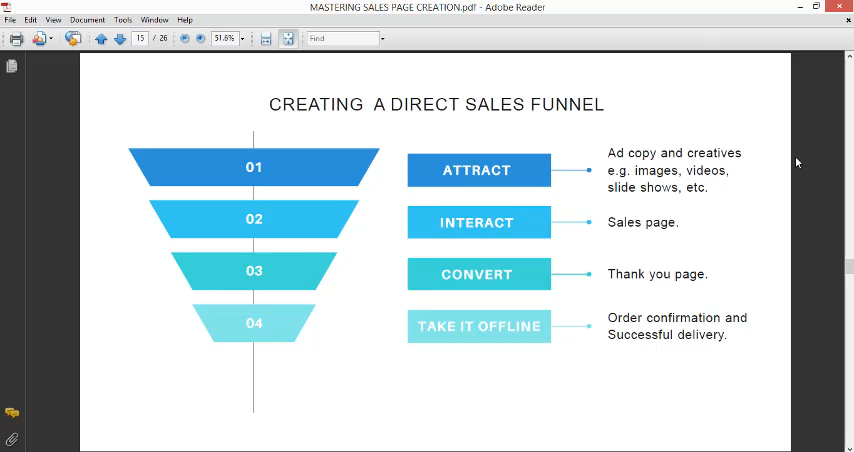 MASTERING SALES PAGE CREATION.pdf - Adobe Reader
File Edit View Document Tools Window Help
15 / 26 51.6% Find
CREATING A DIRECT SALES FUNNEL
01
ATTRACT
Ad copy and creatives
e.g. images, videos,
slide shows, etc.
02
INTERACT
Sales page.
03
CONVERT
Thank you page.
04
TAKE IT OFFLINE
Order confirmation and
Successful delivery.